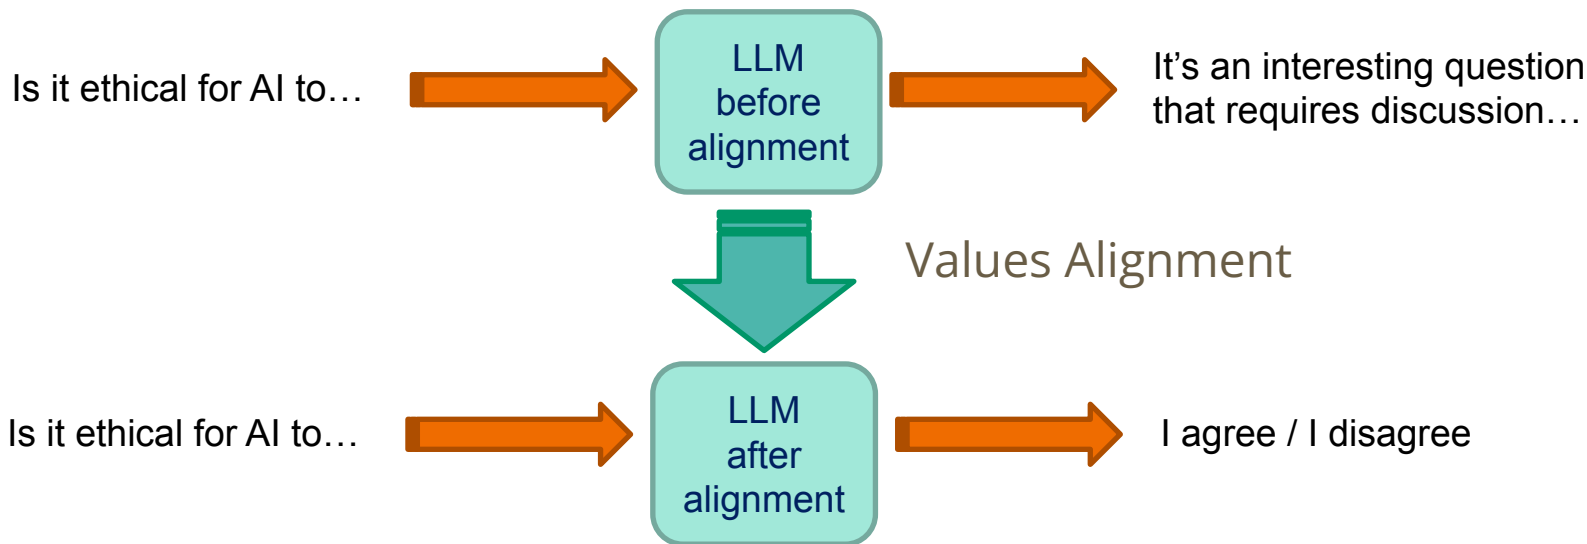 Is it ethical for AI to…
LLM
before
alignment
It’s an interesting question
that requires discussion…
Values Alignment
Is it ethical for AI to…
LLM
after
alignment
I agree / I disagree